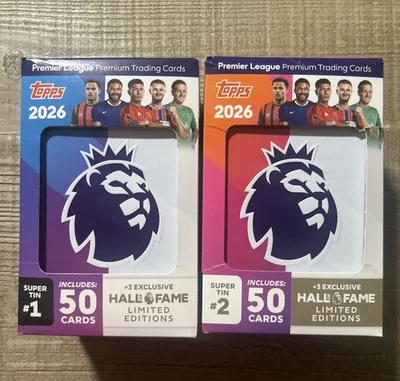 Premier League Premium Trading Cards
Topps
2026
SUPER
TIN
#1
INCLUDES:
50
CARDS
+3 EXCLUSIVE
HALL OF FAME
LIMITED
EDITIONS
Premier League Premium Trading Cards
Topps
2026
SUPER
TIN
#2
INCLUDES:
50
CARDS
+3 EXCLUSIVE
HALL OF FAME
LIMITED
EDITIONS